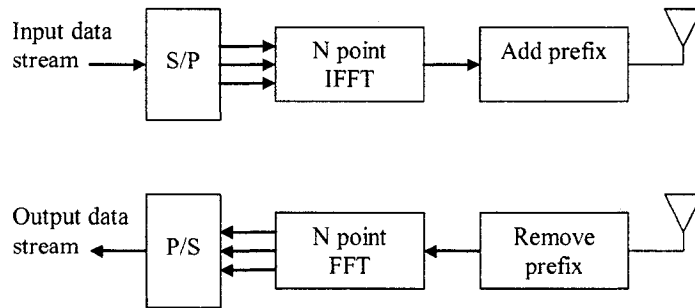 Input data
stream
S/P
N point
IFFT
Add prefix
Output data
stream
P/S
N point
FFT
Remove
prefix